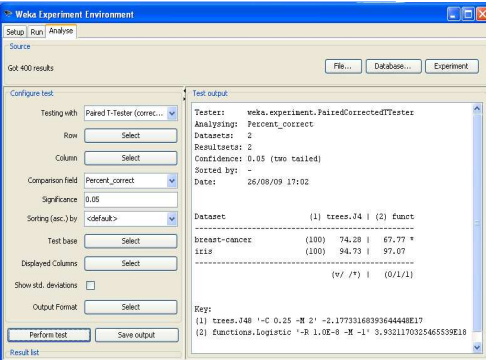 Weka Experiment Environment
Setup Run Analyse
Source
Got 400 results
File... Database... Experiment
Configure test
Testing with Paired T-Tester (correc...
Row Select
Column Select
Comparison field Percent_correct
Significance 0.05
Sorting (asc.) by <default>
Test base Select
Displayed Columns Select
Show std. deviations
Output Format Select
Perform test Save output
Result list
Test output
Tester: weka.experiment.PairedCorrectedTTester
Analysing: Percent_correct
Datasets: 2
Resultsets: 2
Confidence: 0.05 (two tailed)
Sorted by: -
Date: 26/08/09 17:02
Dataset (1) trees.J4 | (2) funct
----------------------------------------------
breast-cancer (100) 74.28 | 67.77 *
iris (100) 94.73 | 97.07
----------------------------------------------
(v/ /*) | (0/1/1)
Key:
(1) trees.J48 '-C 0.25 -M 2' -2.17733168393644448E17
(2) functions.Logistic '-R 1.0E-8 -M -1' 3.9321170325465539E18